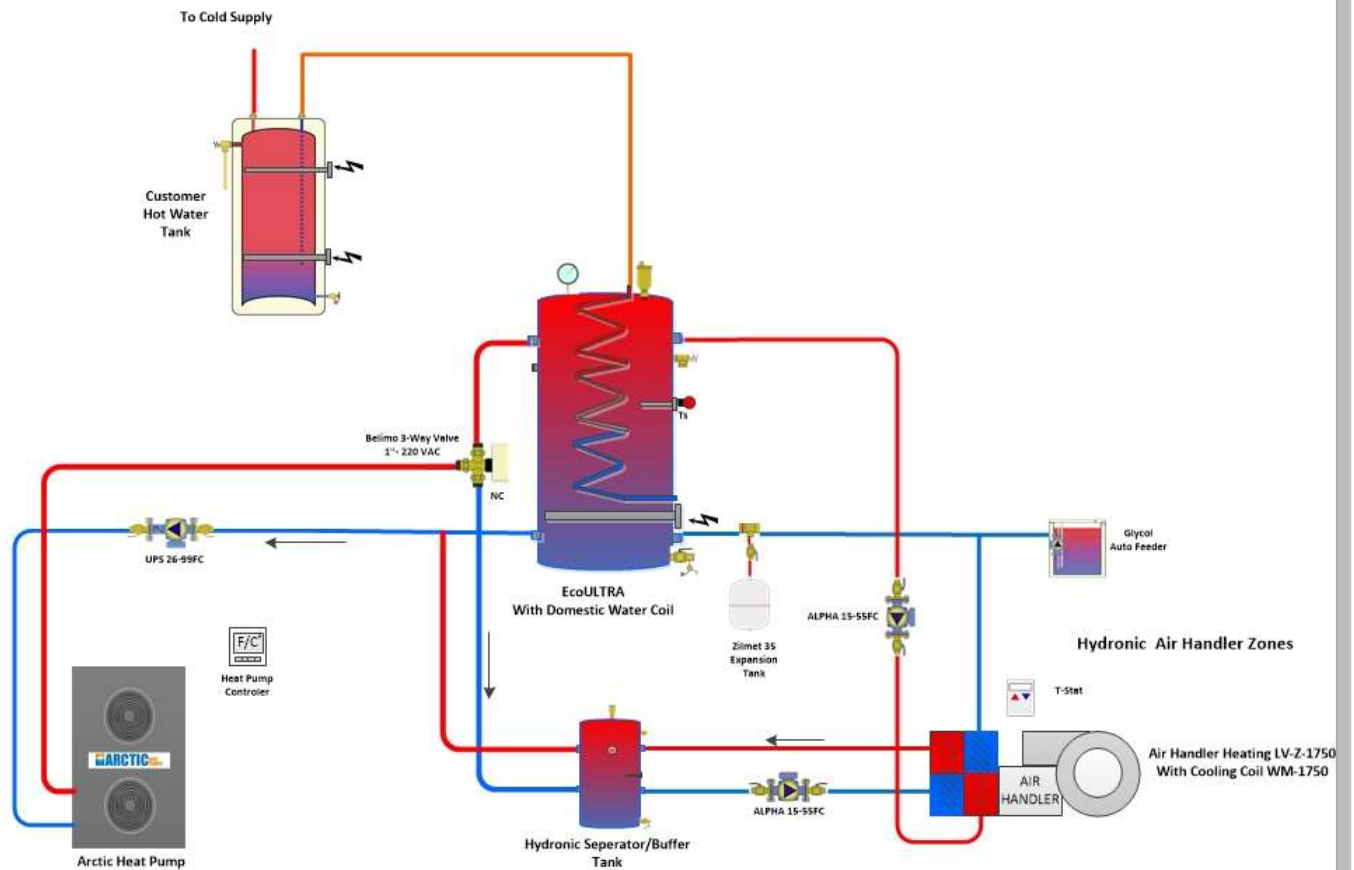 To Cold Supply
Customer
Hot Water
Tank
Ts
Belimo 3-Way Valve
1"- 220 VAC
NC
UPS 26-99FC
EcoULTRA
With Domestic Water Coil
Glycol
Auto Feeder
ALPHA 15-55FC
Zilmet 35
Expansion
Tank
Hydronic Air Handler Zones
F/C°
Heat Pump
Controler
T-Stat
ARCTIC
Air Handler Heating LV-Z-1750
With Cooling Coil WM-1750
AIR
HANDLER
ALPHA 15-55FC
Hydronic Seperator/Buffer
Tank
Arctic Heat Pump